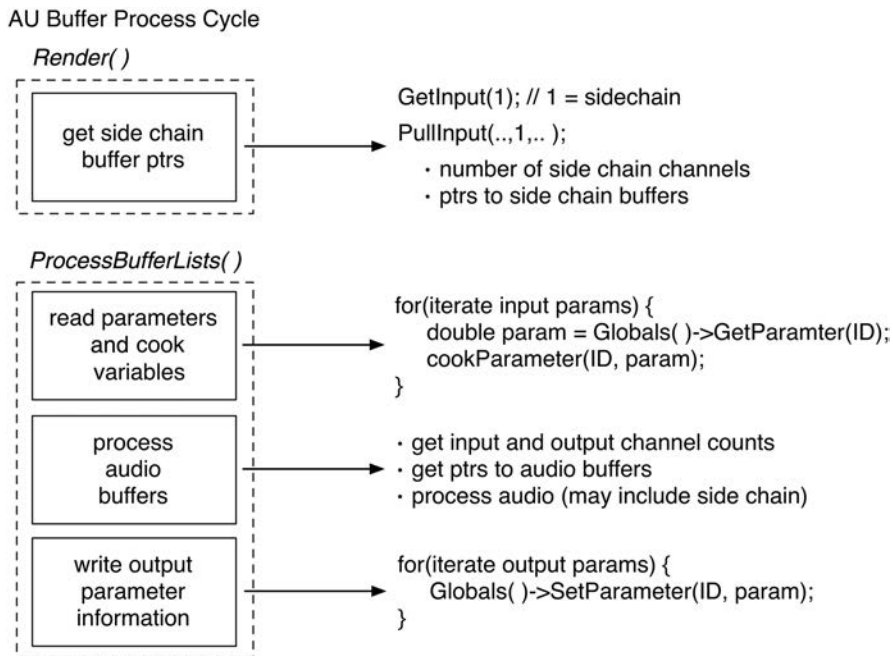 AU Buffer Process Cycle
Render( )
get side chain
buffer ptrs
GetInput(1); // 1 = sidechain
PullInput(..,1,.. );
· number of side chain channels
· ptrs to side chain buffers
ProcessBufferLists( )
read parameters
and cook
variables
for(iterate input params) {
double param = Globals( )->GetParamter(ID);
cookParameter(ID, param);
}
process
audio
buffers
· get input and output channel counts
· get ptrs to audio buffers
· process audio (may include side chain)
write output
parameter
information
for(iterate output params) {
Globals( )->SetParameter(ID, param);
}